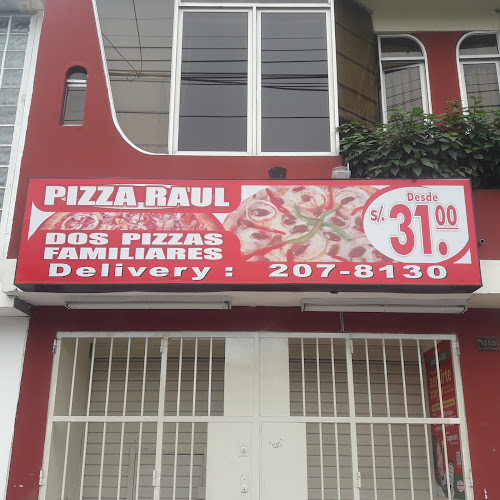 PIZZA RAUL
DOS PIZZAS
FAMILIARES
Delivery : 207-8130
Desde
S/. 31.00